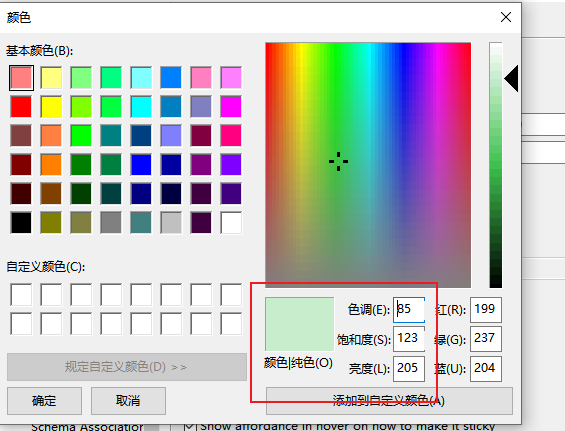 颜色
基本颜色(B):
自定义颜色(C):
规定自定义颜色(D) >>
确定
取消
色调(E): 85
红(R): 199
饱和度(S): 123
绿(G): 237
颜色|纯色(O)
亮度(L): 205
蓝(U): 204
添加到自定义颜色(A)
Schema Association
Show affordance in hover on how to make it sticky